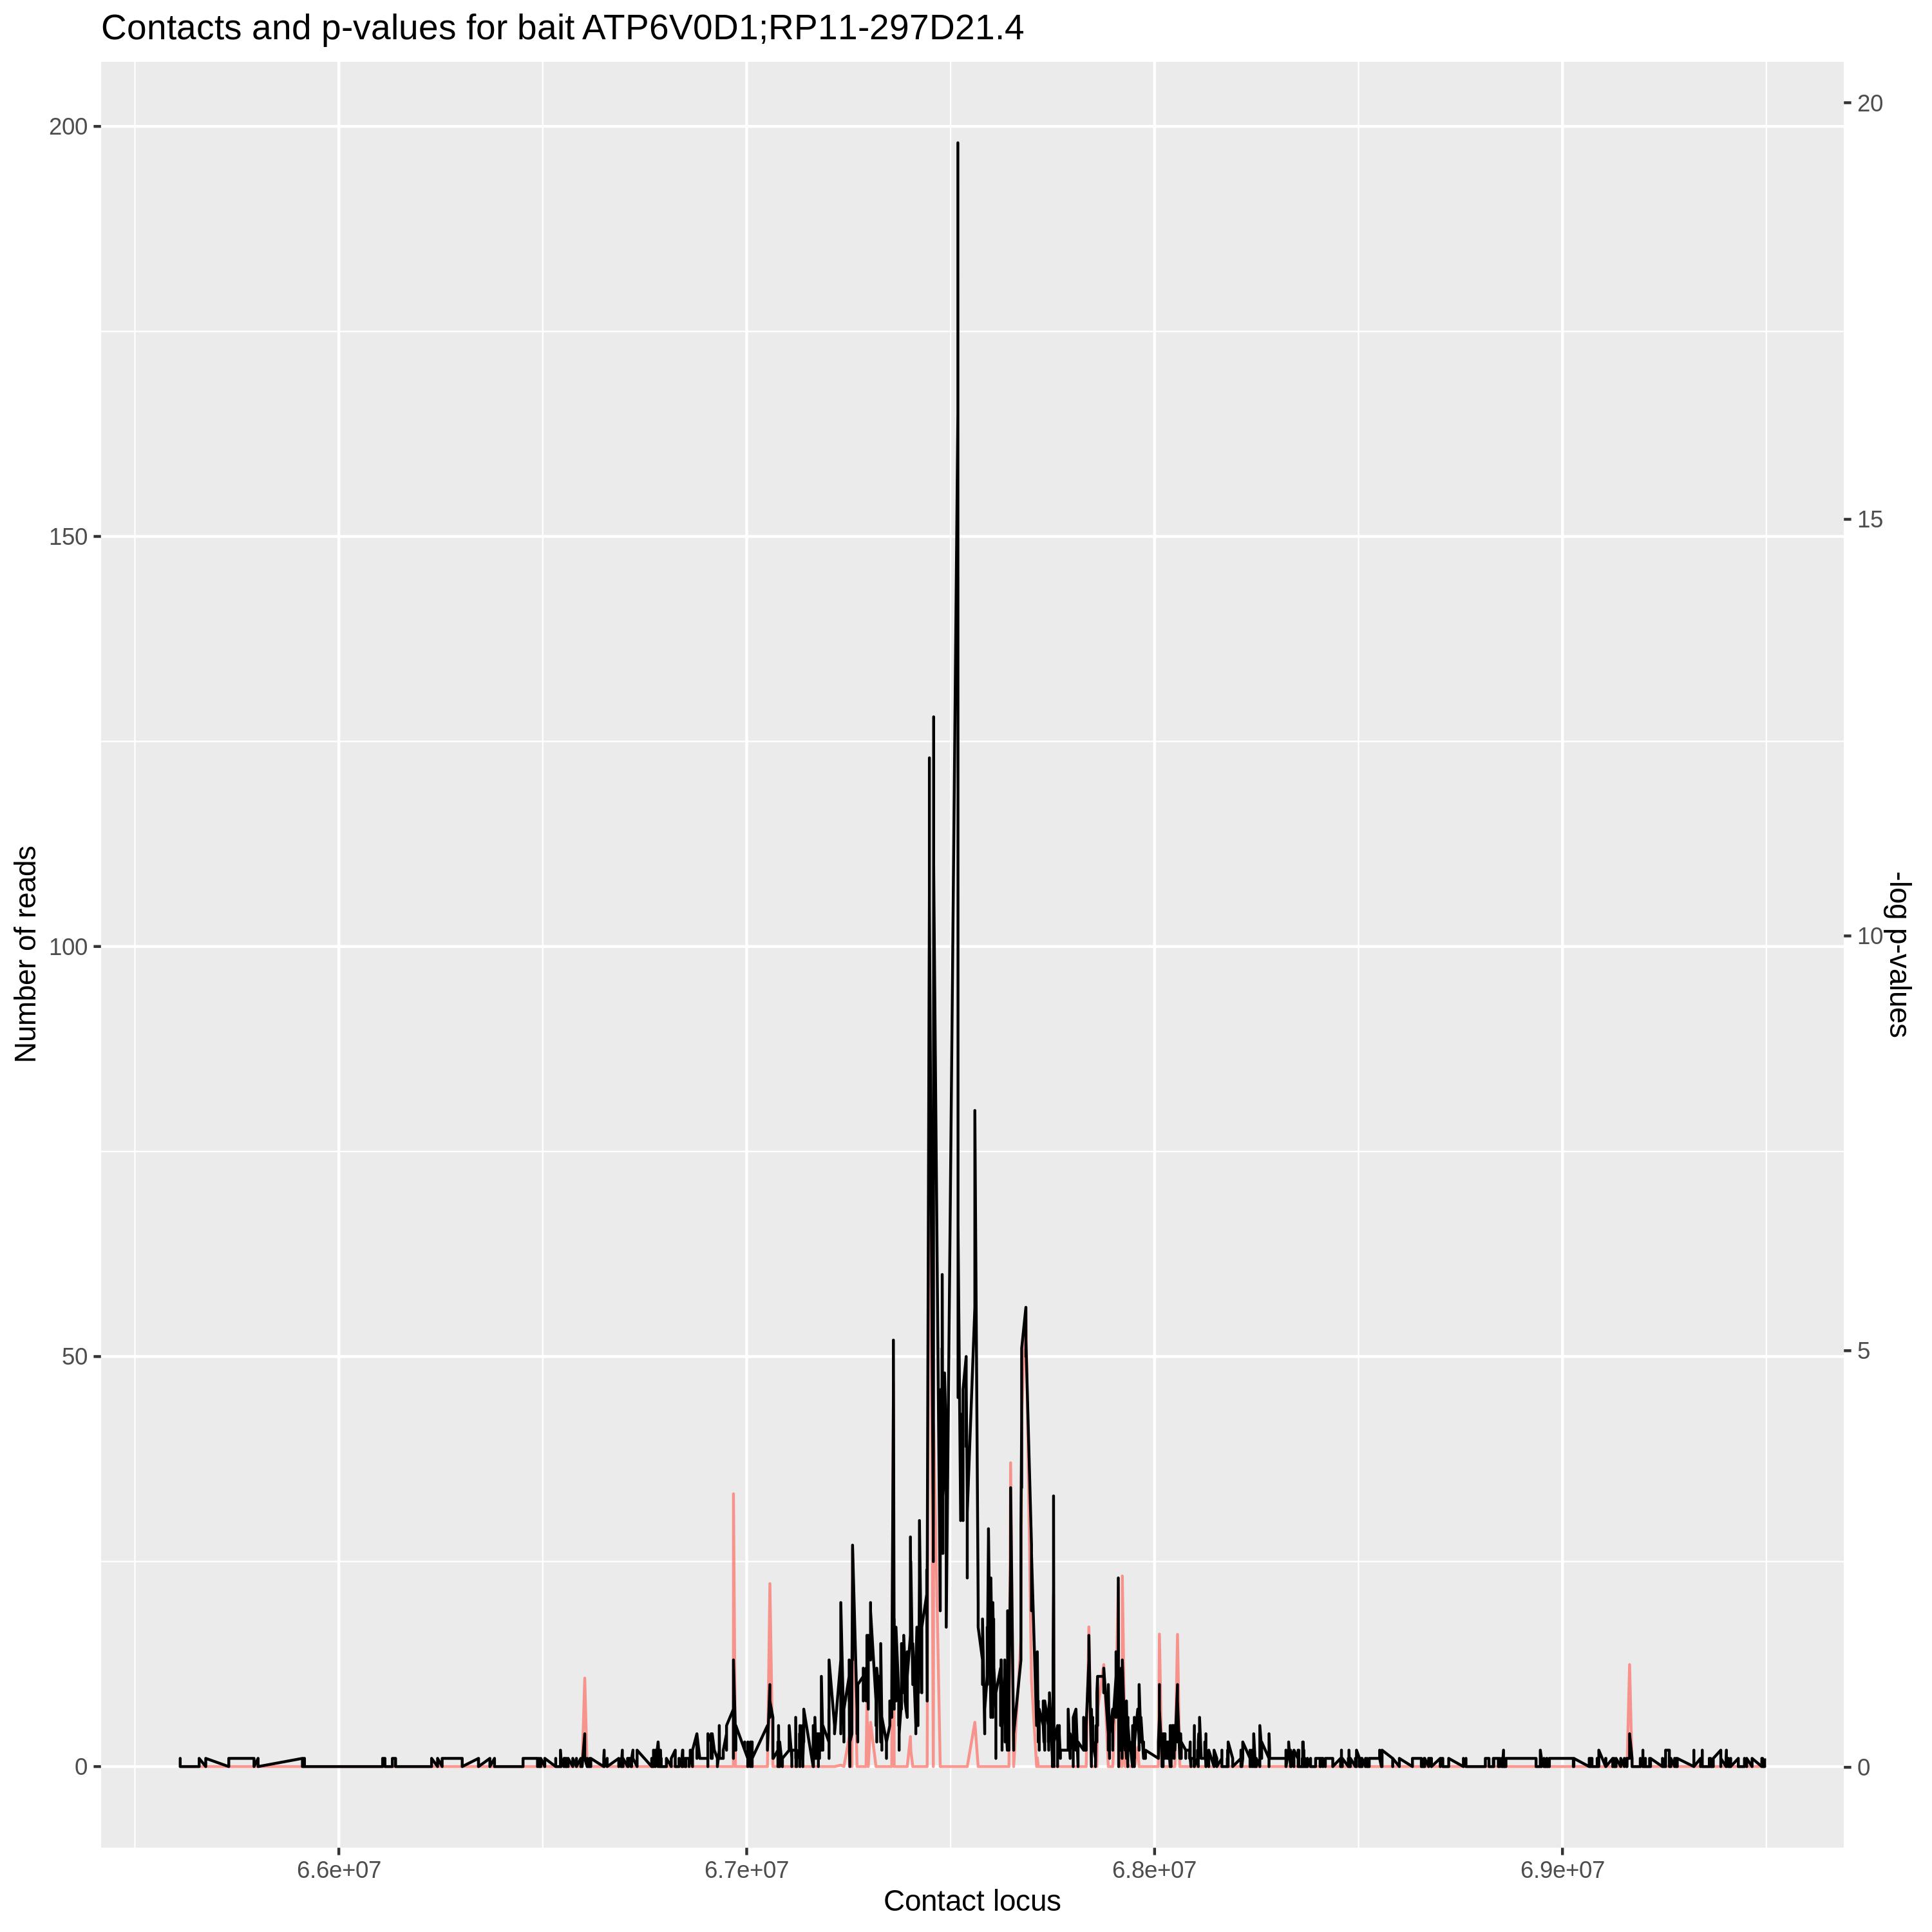 Contacts and p-values for bait ATP6V0D1;RP11-297D21.4
200
150
100
50
0
Number of reads
20
15
10
5
0
-log p-values
6.6e+07
6.7e+07
6.8e+07
6.9e+07
Contact locus